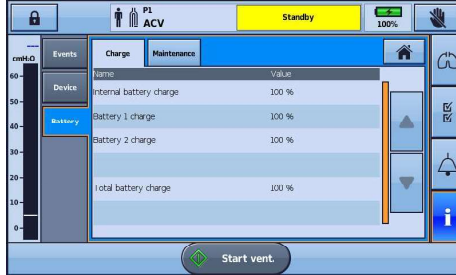 P1
ACV
Standby
100%
---
cmH2O
60-
50-
40-
30-
20-
10-
0-
Events
Device
Battery
Charge
Maintenance
Name Value
Internal battery charge 100 %
Battery 1 charge 100 %
Battery 2 charge 100 %
Total battery charge 100 %
i
Start vent.